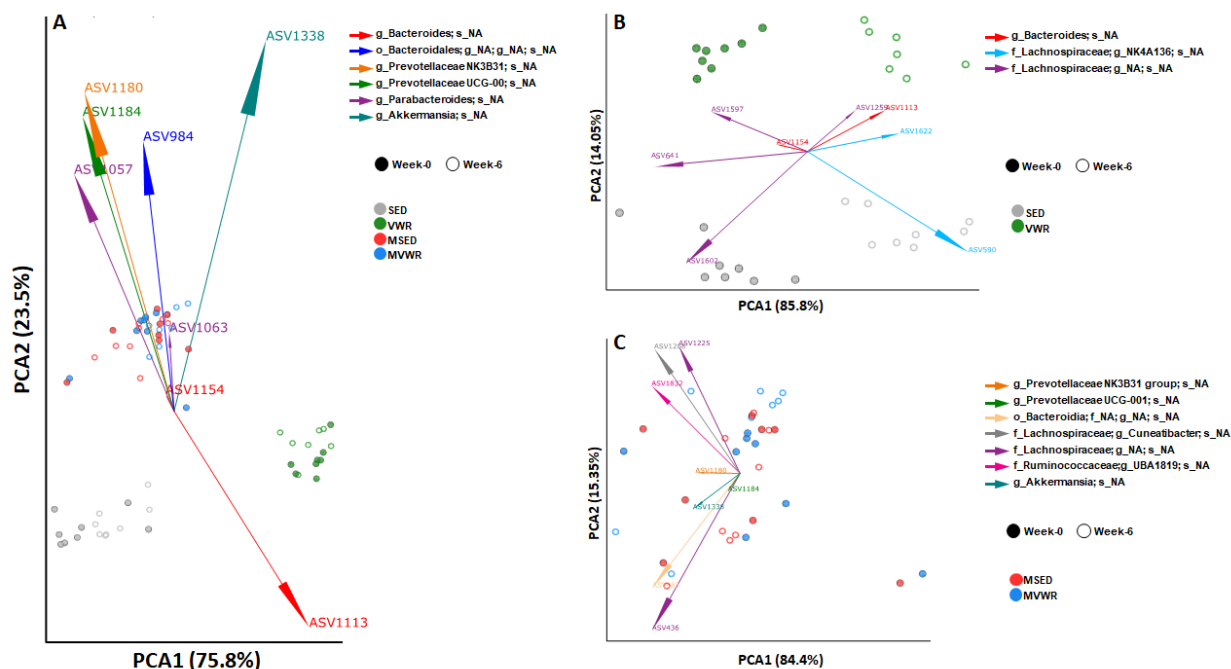 A
ASV1338
ASV1180
ASV1184
ASV984
ASV1057
ASV1063
ASV1154
ASV1113
PCA2 (23.5%)
PCA1 (75.8%)
g_Bacteroides; s_NA
o_Bacteroidales; g_NA; g_NA; s_NA
g_Prevotellaceae NK3B31; s_NA
g_Prevotellaceae UCG-00; s_NA
g_Parabacteroides; s_NA
g_Akkermansia; s_NA
Week-0 Week-6
SED
VWR
MSED
MVWR
B
ASV1597
ASV1259
ASV1113
ASV1622
ASV1154
ASV641
ASV590
ASV1602
PCA2 (14.05%)
PCA1 (85.8%)
g_Bacteroides; s_NA
f_Lachnospiraceae; g_NK4A136; s_NA
f_Lachnospiraceae; g_NA; s_NA
Week-0 Week-6
SED
VWR
C
ASV1225
ASV1832
ASV1180
ASV1184
ASV1338
ASV436
PCA2 (15.35%)
PCA1 (84.4%)
g_Prevotellaceae NK3B31 group; s_NA
g_Prevotellaceae UCG-001; s_NA
o_Bacteroidia; f_NA; g_NA; s_NA
f_Lachnospiraceae; g_Cuneatibacter; s_NA
f_Lachnospiraceae; g_NA; s_NA
f_Ruminococcaceae;g_UBA1819; s_NA
g_Akkermansia; s_NA
Week-0 Week-6
MSED
MVWR